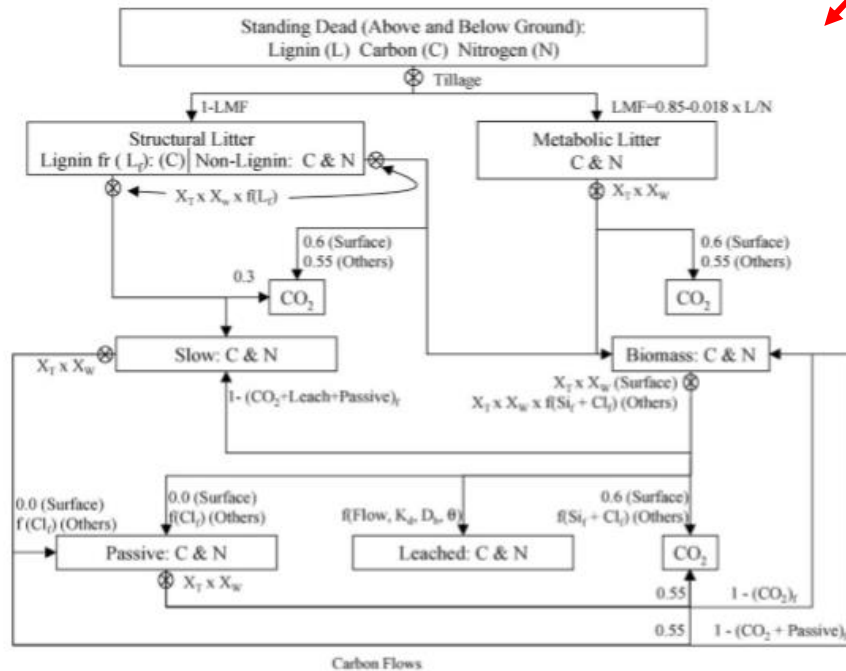 Standing Dead (Above and Below Ground):
Lignin (L) Carbon (C) Nitrogen (N)
Tillage
1-LMF
LMF=0.85-0.018 x L/N
Structural Litter
Lignin fr ( Lf): (C) Non-Lignin: C & N
Metabolic Litter
C & N
XT x Xw x f(Lf)
XT x XW
0.6 (Surface)
0.55 (Others)
0.6 (Surface)
0.55 (Others)
0.3
CO2
CO2
Slow: C & N
Biomass: C & N
XT x XW
XT x XW (Surface)
XT x XW x f(Sif + Clf) (Others)
1- (CO2+Leach+Passive)f
0.0 (Surface)
f (Clf) (Others)
0.0 (Surface)
f(Clf) (Others)
f(Flow, Kd, Db, θ)
0.6 (Surface)
f(Sif + Clf) (Others)
Passive: C & N
Leached: C & N
CO2
XT x XW
0.55
1 - (CO2)f
0.55
1 - (CO2 + Passive)f
Carbon Flows